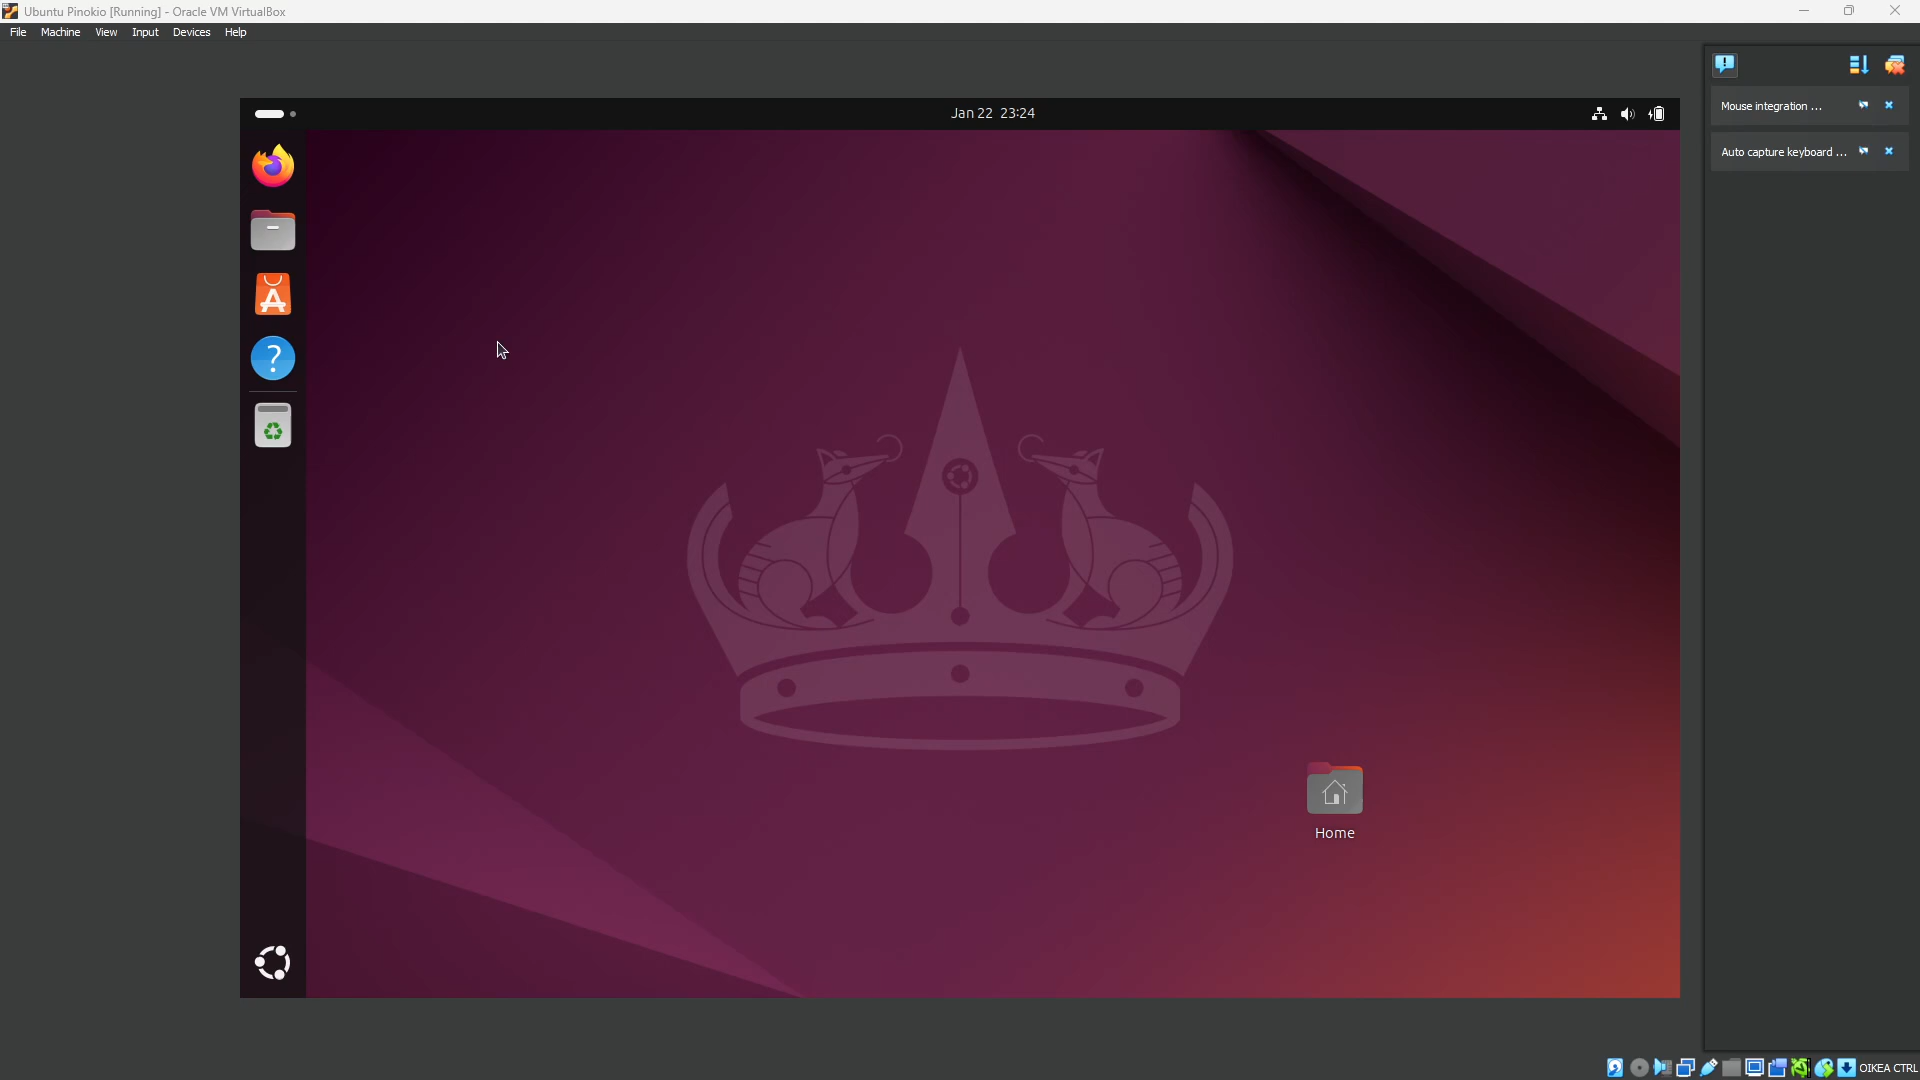 Ubuntu Pinokio [Running] - Oracle VM VirtualBox
File Machine View Input Devices Help
Jan 22 23:24
Mouse integration ...
Auto capture keyboard ...
Home
OIKEA CTRL